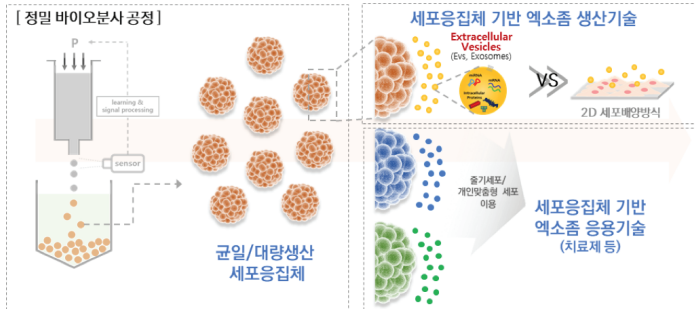 [ 정밀 바이오분사 공정 ]
P
learning &
signal processing
sensor
균일/대량생산
세포응집체
세포응집체 기반 엑소좀 생산기술
Extracellular
Vesicles
(Evs, Exosomes)
miRNA
mRNA
Intracellular
Proteins
VS
2D 세포배양방식
줄기세포/
개인맞춤형 세포
이용
세포응집체 기반
엑소좀 응용기술
(치료제 등)